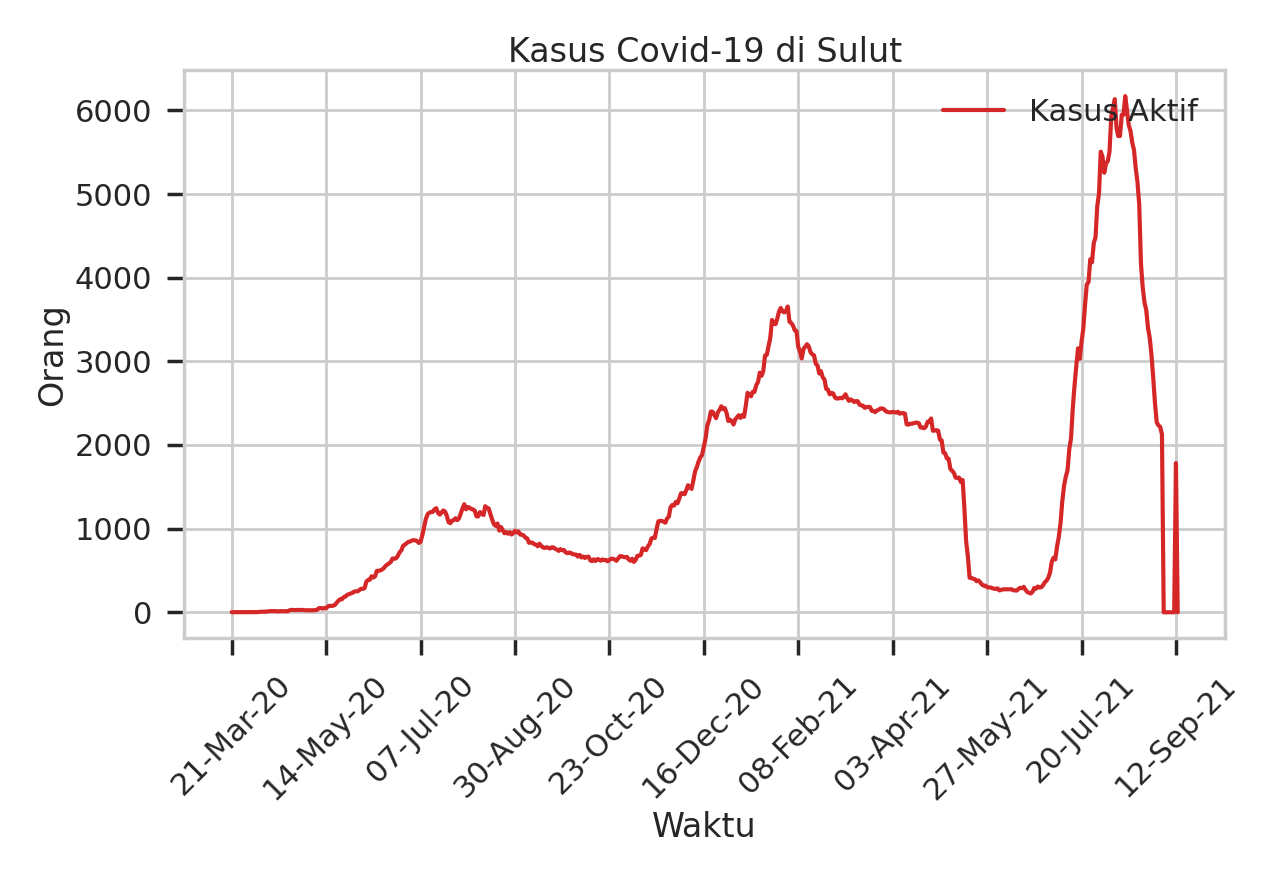 Kasus Covid-19 di Sulut
Kasus Aktif
6000
5000
4000
3000
2000
1000
0
Orang
21-Mar-20
14-May-20
07-Jul-20
30-Aug-20
23-Oct-20
16-Dec-20
08-Feb-21
03-Apr-21
27-May-21
20-Jul-21
12-Sep-21
Waktu